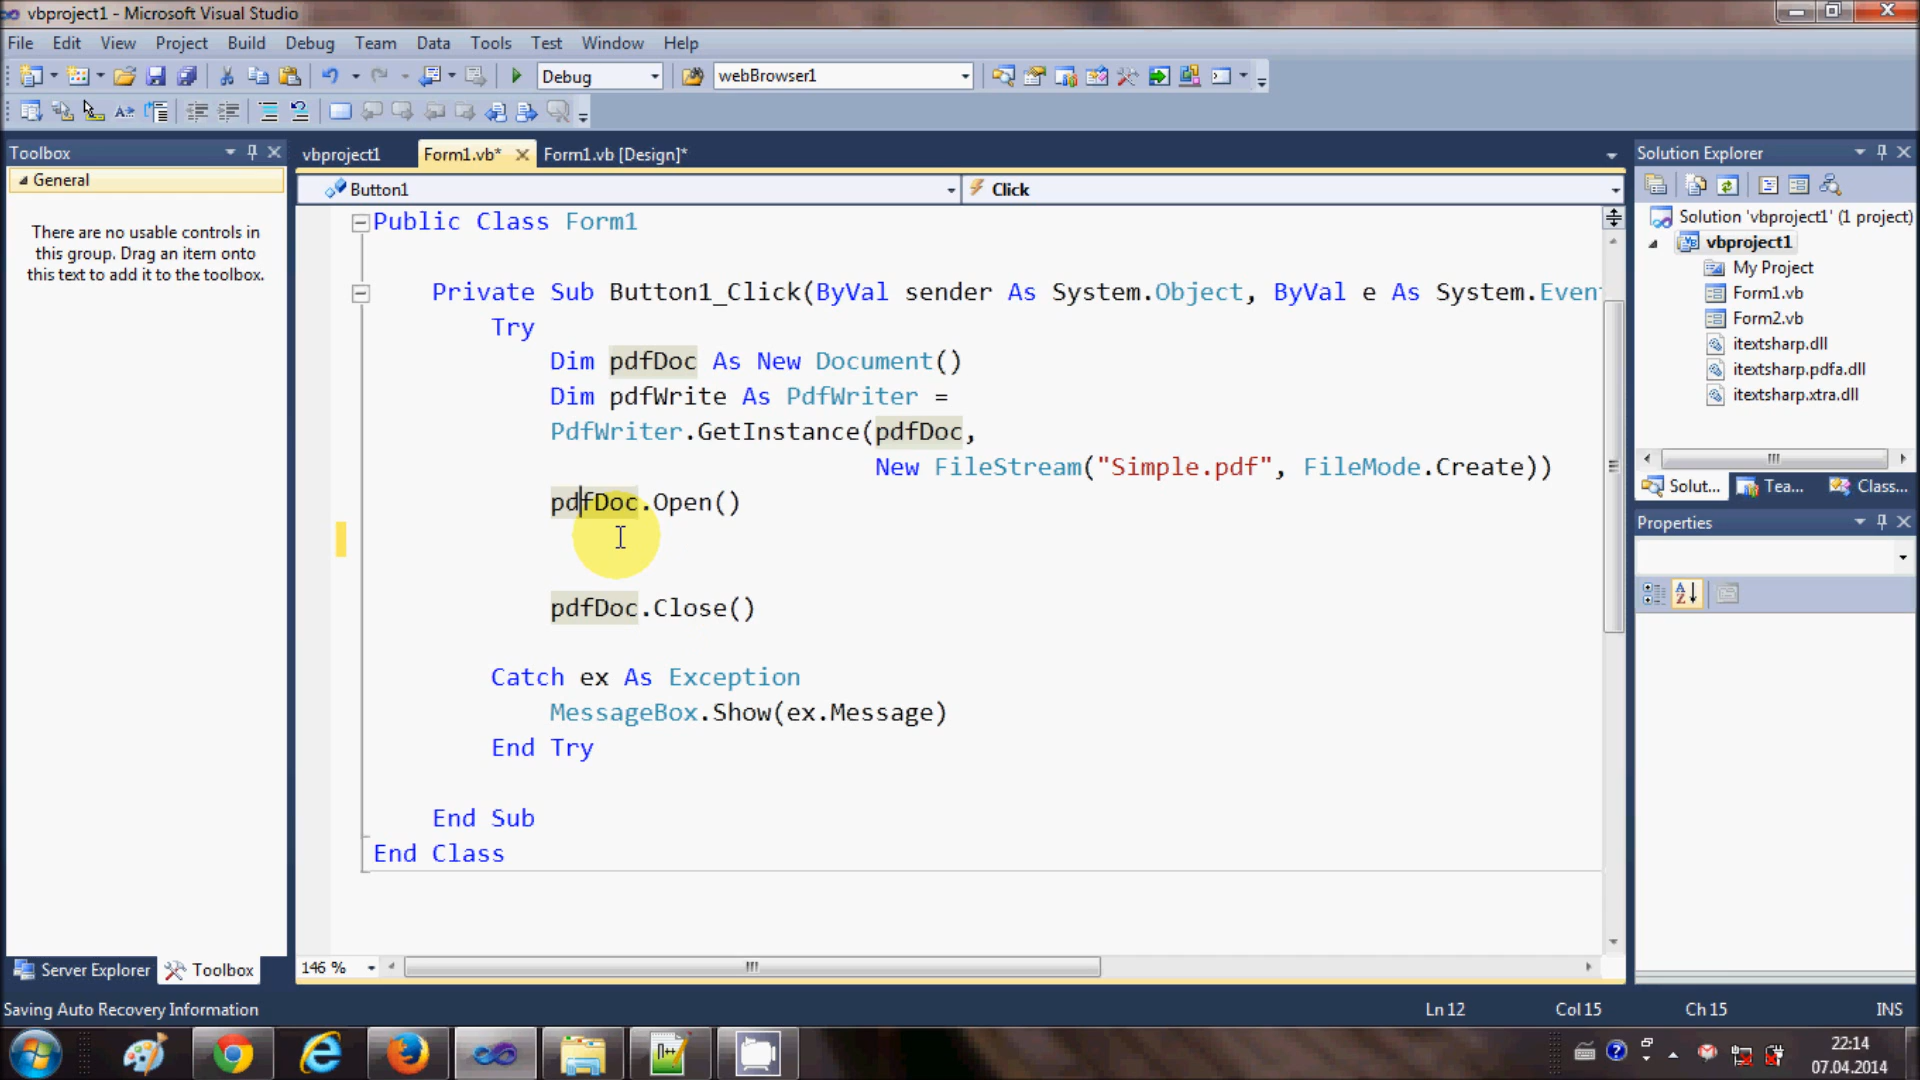 vbproject1 - Microsoft Visual Studio
File Edit View Project Build Debug Team Data Tools Test Window Help
Debug webBrowser1
Toolbox
General
There are no usable controls in
this group. Drag an item onto
this text to add it to the toolbox.
Server Explorer Toolbox
vbproject1 Form1.vb* Form1.vb [Design]*
Button1 Click
Public Class Form1
Private Sub Button1_Click(ByVal sender As System.Object, ByVal e As System.Even
Try
Dim pdfDoc As New Document()
Dim pdfWrite As PdfWriter =
PdfWriter.GetInstance(pdfDoc,
New FileStream("Simple.pdf", FileMode.Create))
pdfDoc.Open()
pdfDoc.Close()
Catch ex As Exception
MessageBox.Show(ex.Message)
End Try
End Sub
End Class
146 %
Solution Explorer
Solution 'vbproject1' (1 project)
vbproject1
My Project
Form1.vb
Form2.vb
itextsharp.dll
itextsharp.pdfa.dll
itextsharp.xtra.dll
Solut... Tea... Class...
Properties
Saving Auto Recovery Information Ln 12 Col 15 Ch 15 INS
22:14
07.04.2014